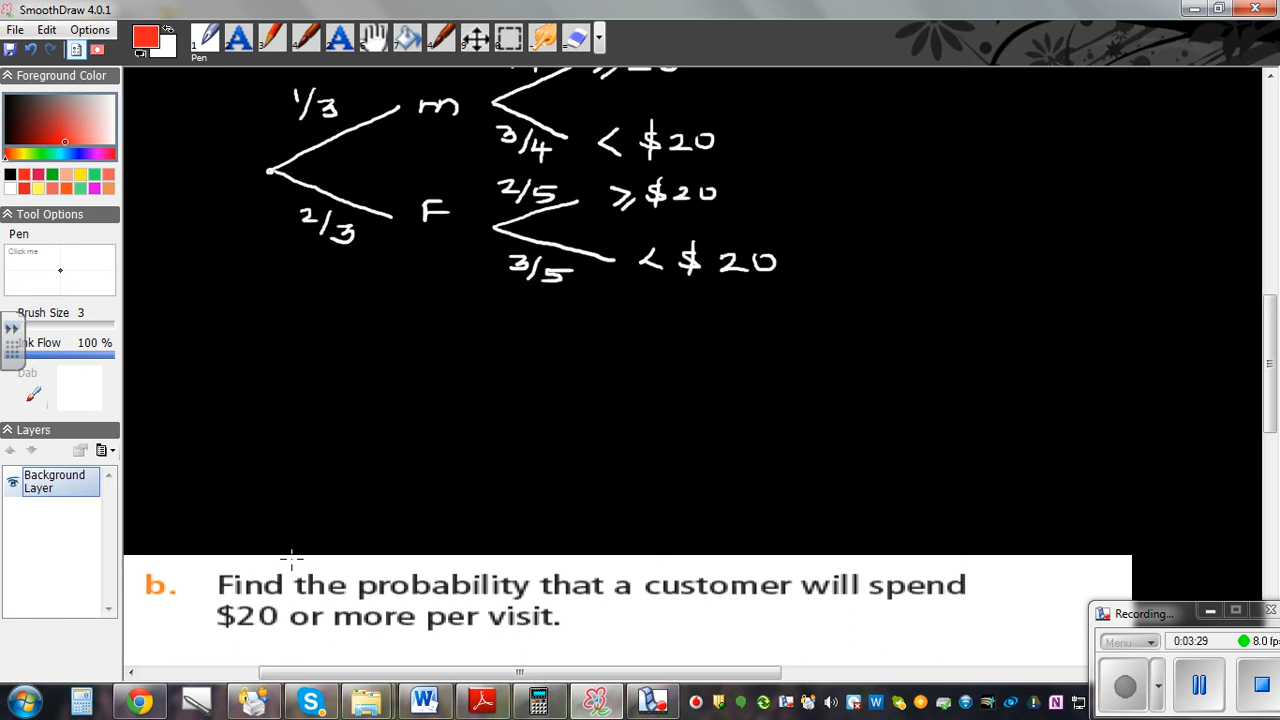 SmoothDraw 4.0.1
File Edit Options
Pen
Foreground Color
Tool Options
Pen
Click me
Brush Size 3
Ink Flow 100 %
Dab
Layers
Background
Layer
1/3 m
3/4 < $20
2/5 ≥ $20
2/3 F
3/5 < $20
b. Find the probability that a customer will spend
$20 or more per visit.
Recording...
Menu 0:03:29 8.0 fp